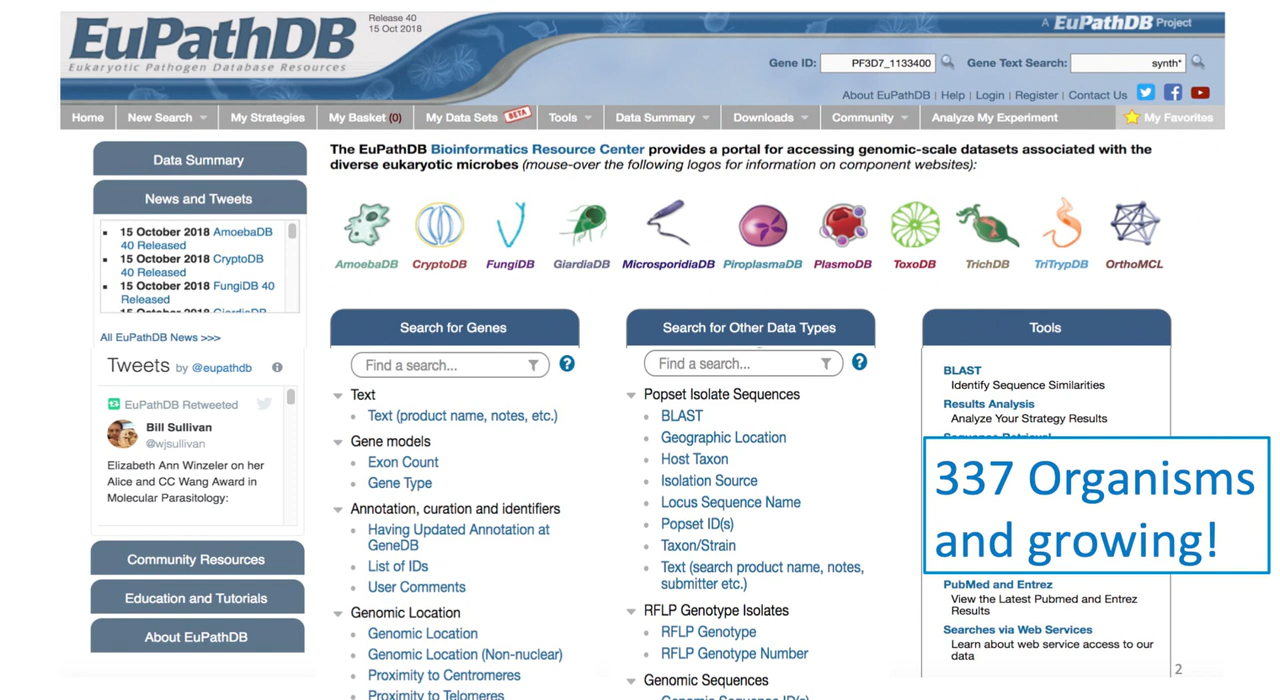 EuPathDB
Eukaryotic Pathogen Database Resources
Release 40
15 Oct 2018
A EuPathDB Project
Gene ID: PF3D7_1133400 Gene Text Search: synth*
About EuPathDB | Help | Login | Register | Contact Us
Home New Search My Strategies My Basket (0) My Data Sets BETA Tools Data Summary Downloads Community Analyze My Experiment My Favorites
Data Summary
News and Tweets
15 October 2018 AmoebaDB
40 Released
15 October 2018 CryptoDB
40 Released
15 October 2018 FungiDB 40
Released
15 October 2018 GiardiaDB
All EuPathDB News >>>
Tweets by @eupathdb
EuPathDB Retweeted
Bill Sullivan
@wjsullivan
Elizabeth Ann Winzeler on her
Alice and CC Wang Award in
Molecular Parasitology:
Community Resources
Education and Tutorials
About EuPathDB
The EuPathDB Bioinformatics Resource Center provides a portal for accessing genomic-scale datasets associated with the
diverse eukaryotic microbes (mouse-over the following logos for information on component websites):
AmoebaDB CryptoDB FungiDB GiardiaDB MicrosporidiaDB PiroplasmaDB PlasmoDB ToxoDB TrichDB TriTrypDB OrthoMCL
Search for Genes
Find a search...
Text
Text (product name, notes, etc.)
Gene models
Exon Count
Gene Type
Annotation, curation and identifiers
Having Updated Annotation at
GeneDB
List of IDs
User Comments
Genomic Location
Genomic Location
Genomic Location (Non-nuclear)
Proximity to Centromeres
Proximity to Telomeres
Search for Other Data Types
Find a search...
Popset Isolate Sequences
BLAST
Geographic Location
Host Taxon
Isolation Source
Locus Sequence Name
Popset ID(s)
Taxon/Strain
Text (search product name, notes,
submitter etc.)
RFLP Genotype Isolates
RFLP Genotype
RFLP Genotype Number
Genomic Sequences
Genomic Sequence ID(s)
Tools
BLAST
Identify Sequence Similarities
Results Analysis
Analyze Your Strategy Results
Sequence Retrieval
337 Organisms
and growing!
PubMed and Entrez
View the Latest Pubmed and Entrez
Results
Searches via Web Services
Learn about web service access to our
data
2